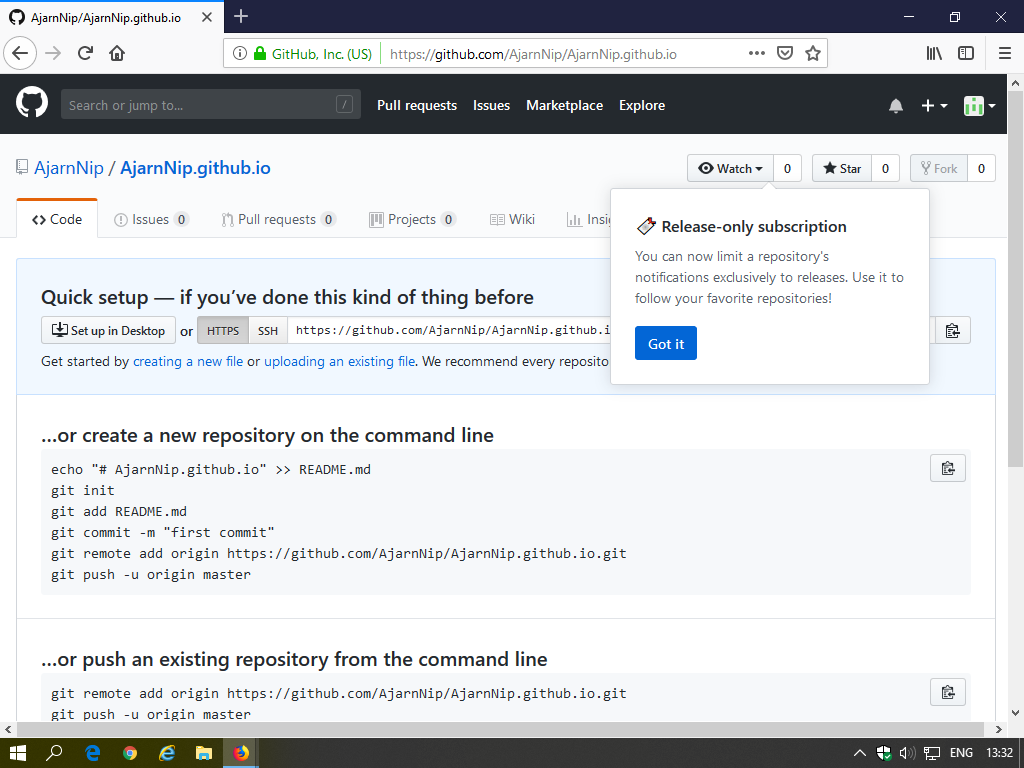 AjarnNip/AjarnNip.github.io
GitHub, Inc. (US) https://github.com/AjarnNip/AjarnNip.github.io
Search or jump to... / Pull requests Issues Marketplace Explore
AjarnNip / AjarnNip.github.io
Watch 0 Star 0 Fork 0
Code Issues 0 Pull requests 0 Projects 0 Wiki Insi
Release-only subscription
You can now limit a repository's
notifications exclusively to releases. Use it to
follow your favorite repositories!
Got it
Quick setup — if you’ve done this kind of thing before
Set up in Desktop or HTTPS SSH https://github.com/AjarnNip/AjarnNip.github.i
Get started by creating a new file or uploading an existing file. We recommend every reposito
…or create a new repository on the command line
echo "# AjarnNip.github.io" >> README.md
git init
git add README.md
git commit -m "first commit"
git remote add origin https://github.com/AjarnNip/AjarnNip.github.io.git
git push -u origin master
…or push an existing repository from the command line
git remote add origin https://github.com/AjarnNip/AjarnNip.github.io.git
git push -u origin master
ENG 13:32